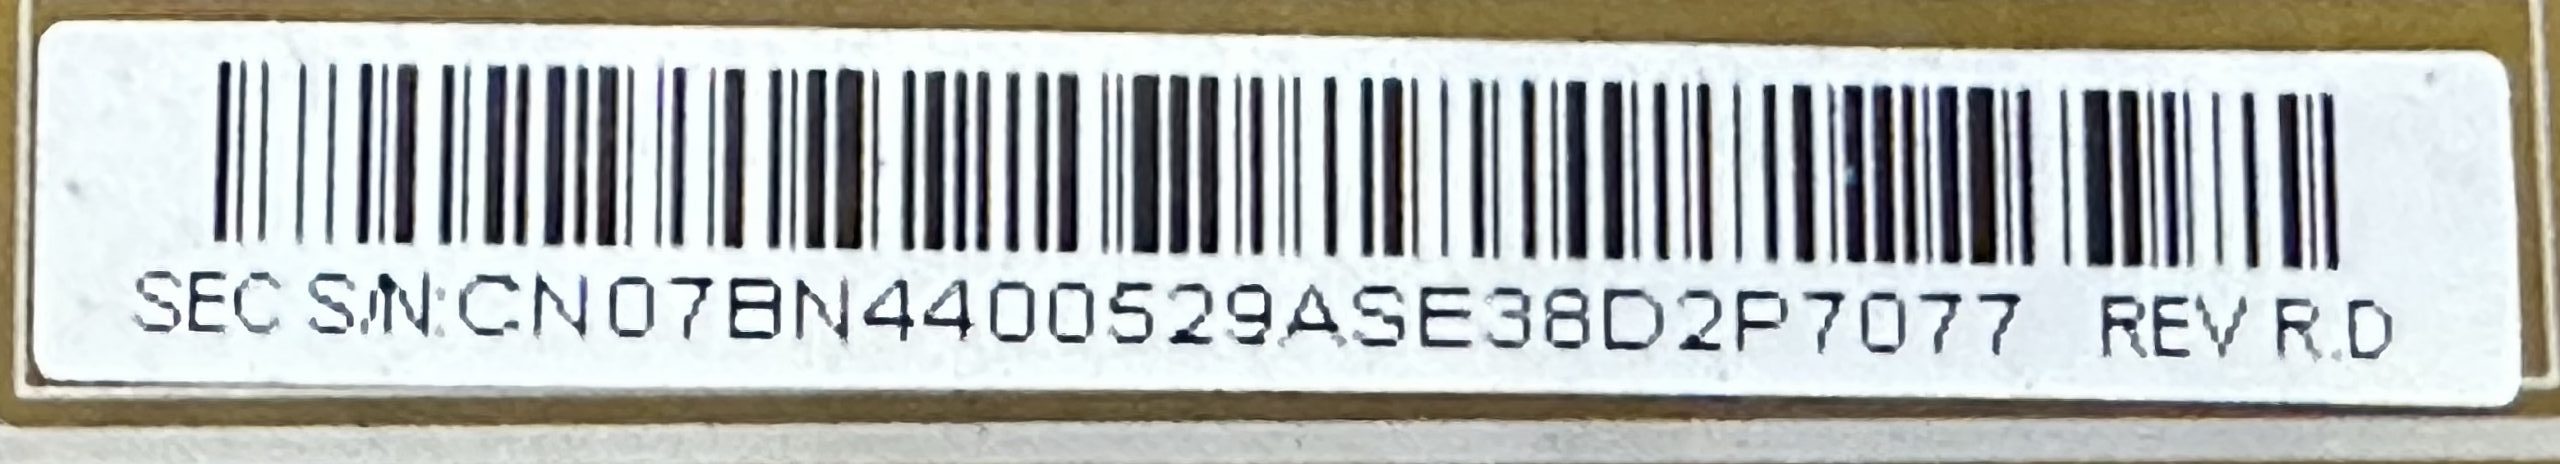 SEC S/N:CN07BN4400529ASE38D2P7077 REV R.D